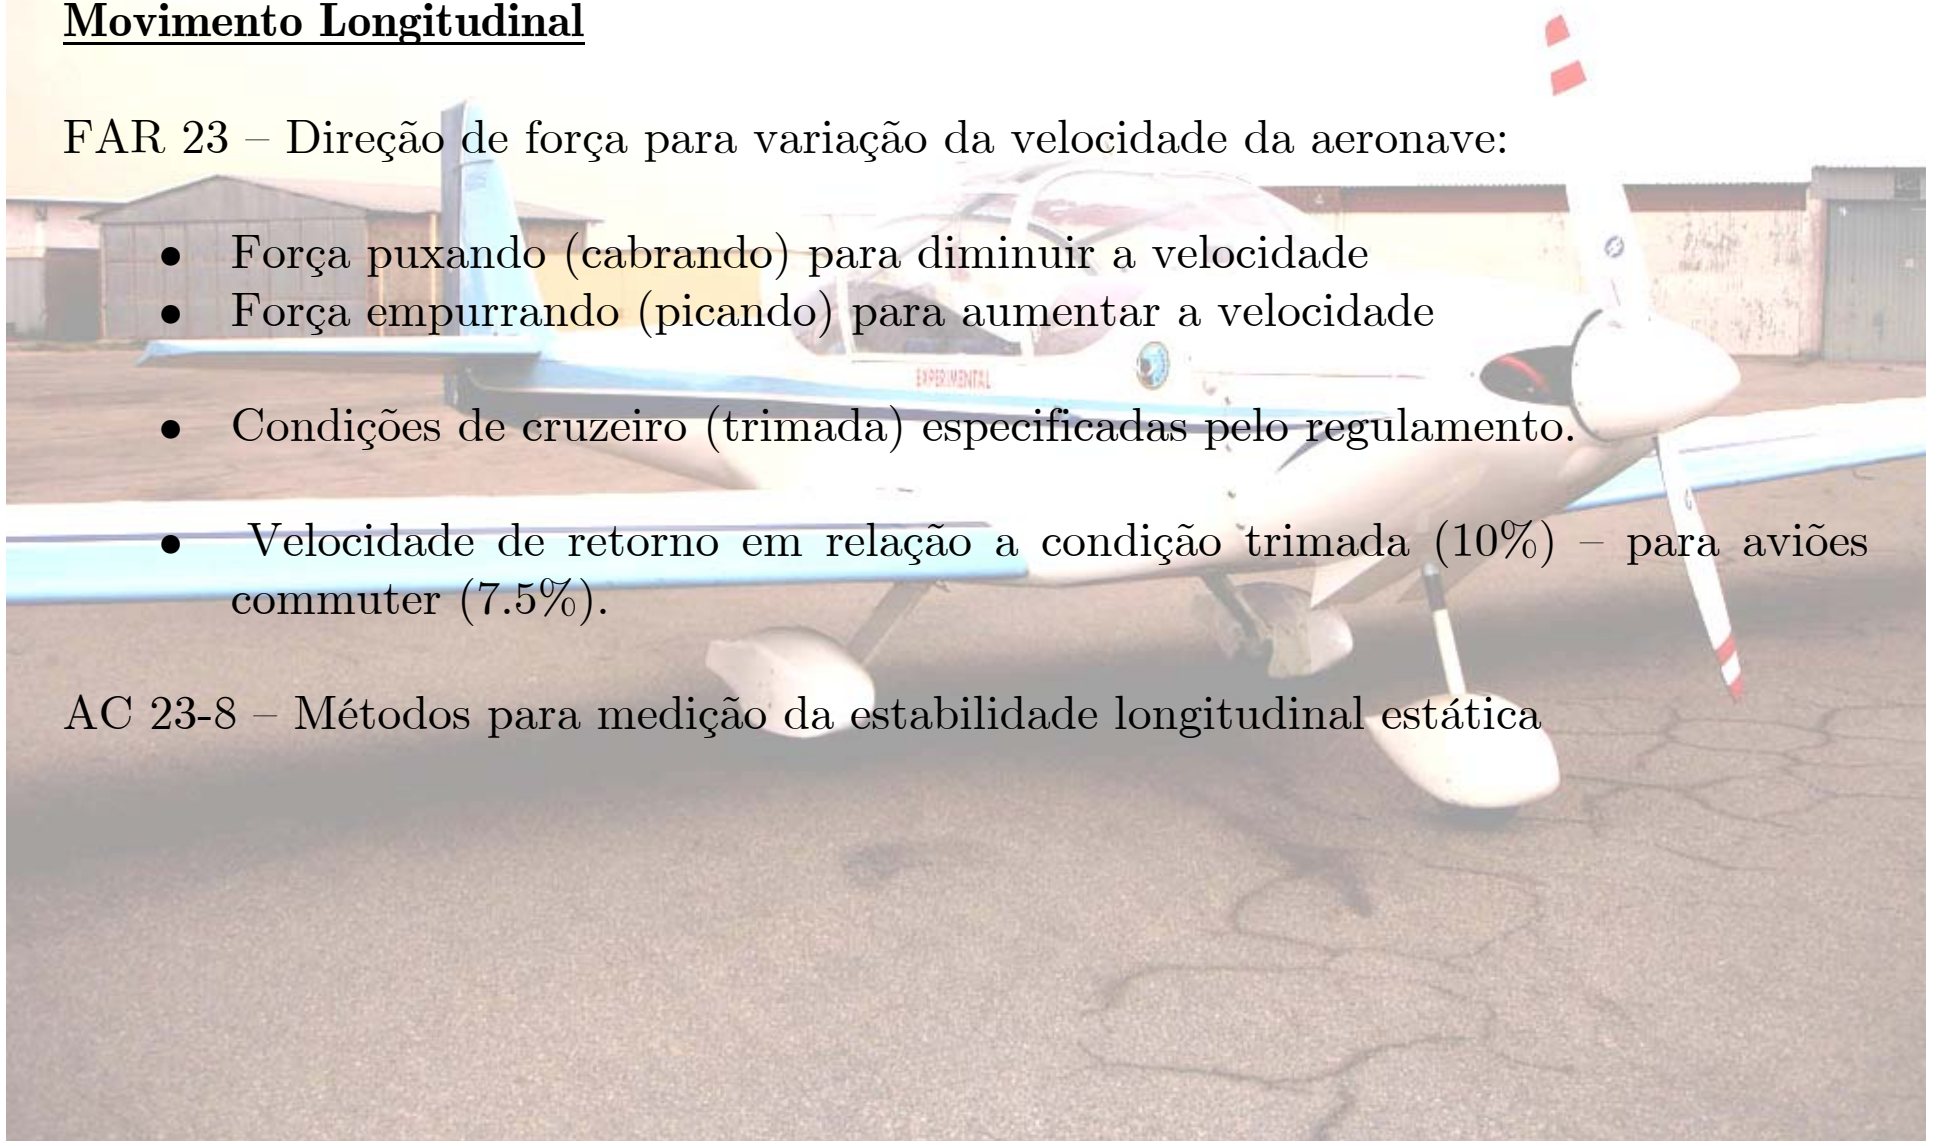 Movimento Longitudinal
FAR 23 – Direção de força para variação da velocidade da aeronave:
• Força puxando (cabrando) para diminuir a velocidade
• Força empurrando (picando) para aumentar a velocidade
• Condições de cruzeiro (trimada) especificadas pelo regulamento.
• Velocidade de retorno em relação a condição trimada (10%) – para aviões
commuter (7.5%).
AC 23-8 – Métodos para medição da estabilidade longitudinal estática
EXPERIMENTAL